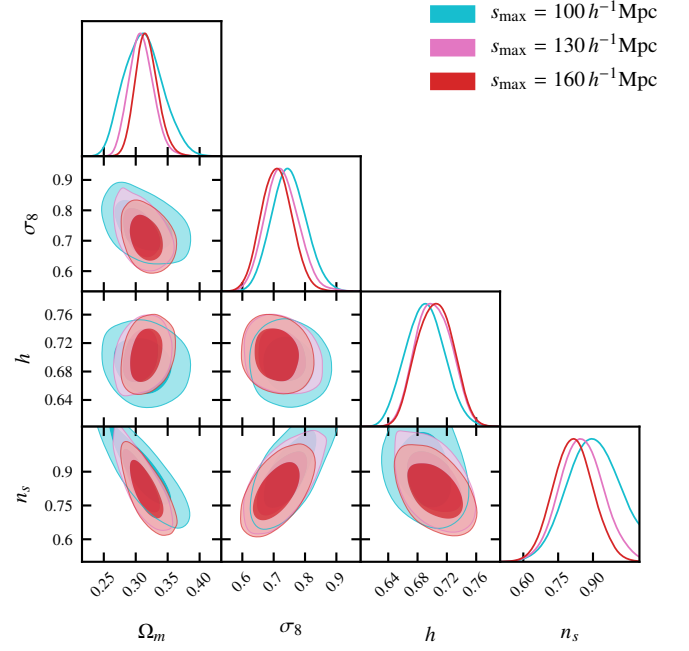 s_max = 100 h⁻¹Mpc
s_max = 130 h⁻¹Mpc
s_max = 160 h⁻¹Mpc
0.9
0.8
0.7
0.6
σ₈
0.76
0.72
0.68
0.64
h
0.9
0.75
0.6
n_s
0.25 0.30 0.35 0.40
0.6 0.7 0.8 0.9
0.64 0.68 0.72 0.76
0.60 0.75 0.90
Ω_m σ₈ h n_s